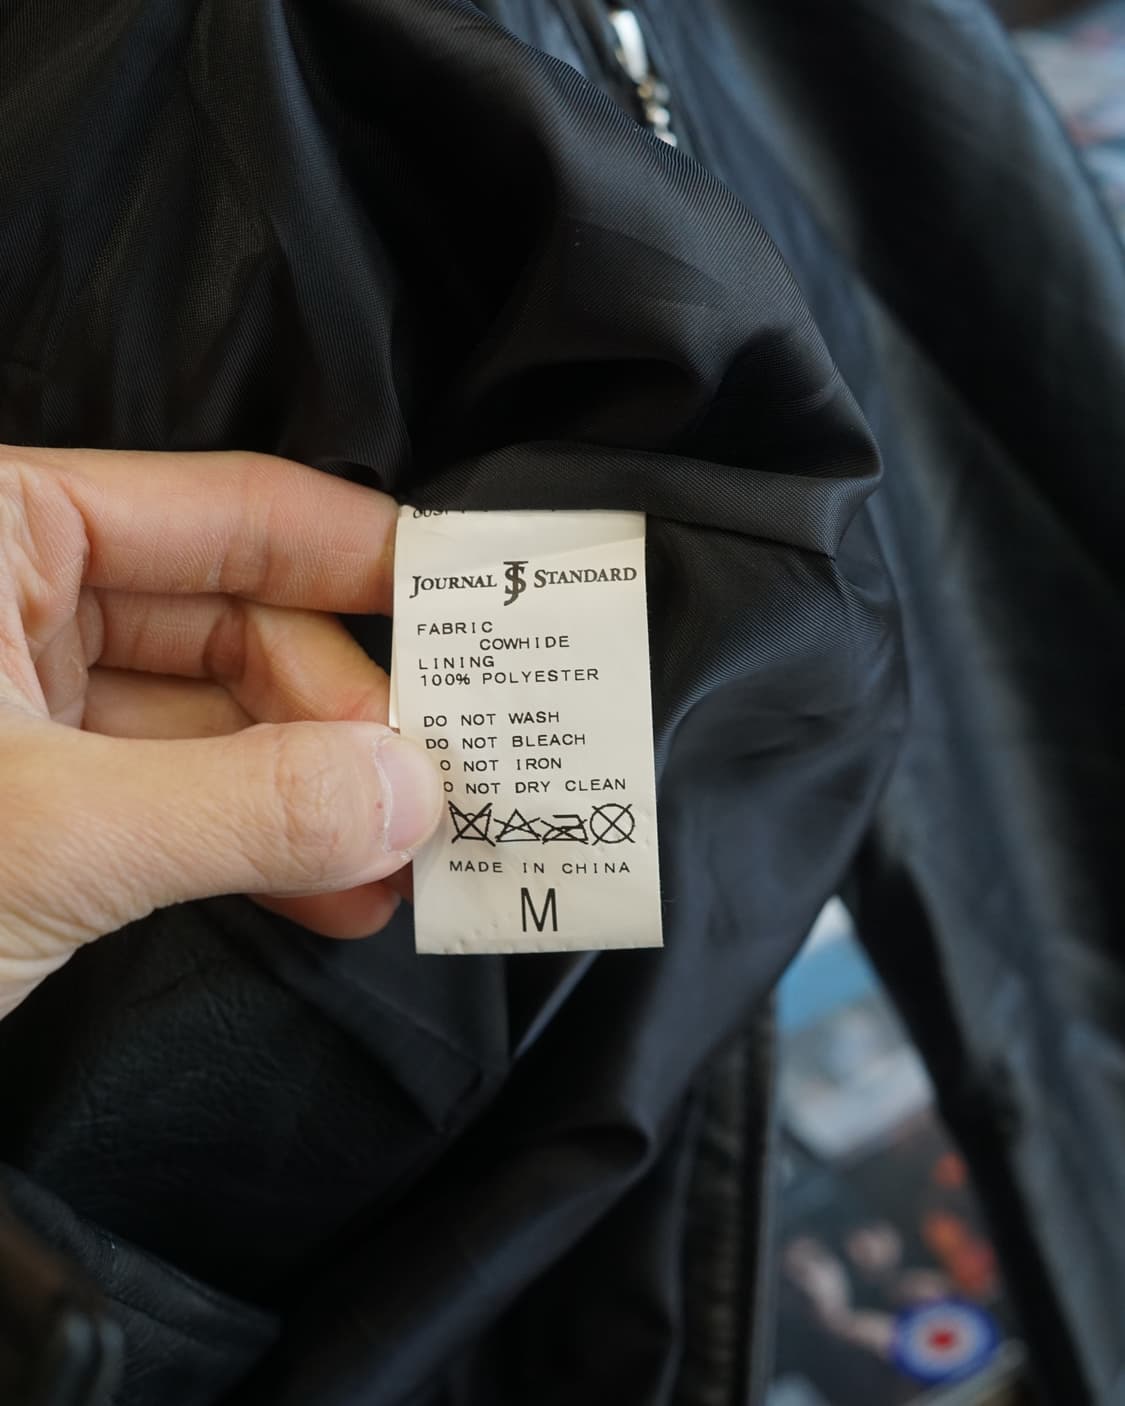 JOURNAL STANDARD
FABRIC
COWHIDE
LINING
100% POLYESTER
DO NOT WASH
DO NOT BLEACH
O NOT IRON
O NOT DRY CLEAN
MADE IN CHINA
M